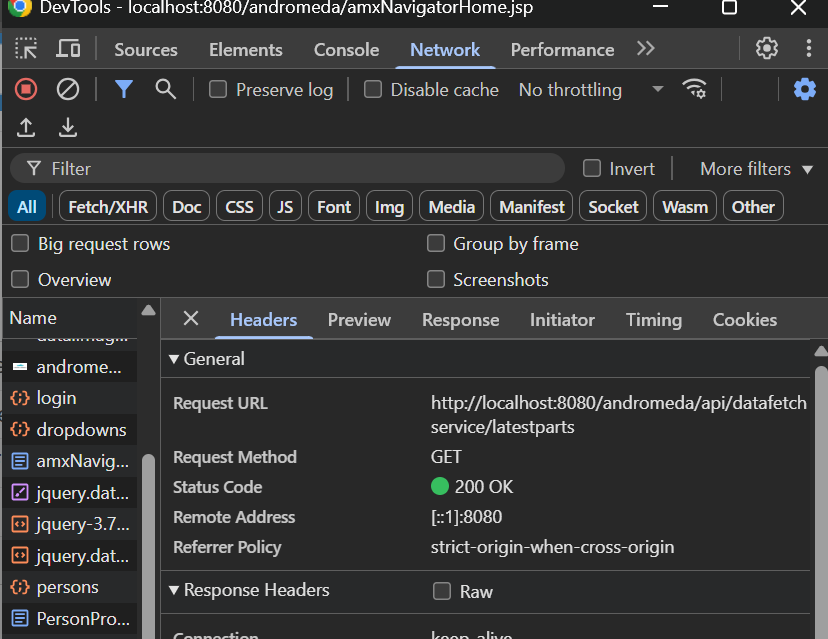 DevTools - localhost:8080/andromeda/amxNavigatorHome.jsp
Sources Elements Console Network Performance
Preserve log Disable cache No throttling
Filter Invert More filters
All Fetch/XHR Doc CSS JS Font Img Media Manifest Socket Wasm Other
Big request rows Group by frame
Overview Screenshots
Name Headers Preview Response Initiator Timing Cookies
General
androme...
Request URL http://localhost:8080/andromeda/api/datafetch
login
service/latestparts
dropdowns
Request Method GET
amxNavig...
Status Code 200 OK
jquery.dat...
Remote Address [::1]:8080
jquery-3.7...
Referrer Policy strict-origin-when-cross-origin
jquery.dat...
persons
Response Headers Raw
PersonPro...
Connection keep-alive